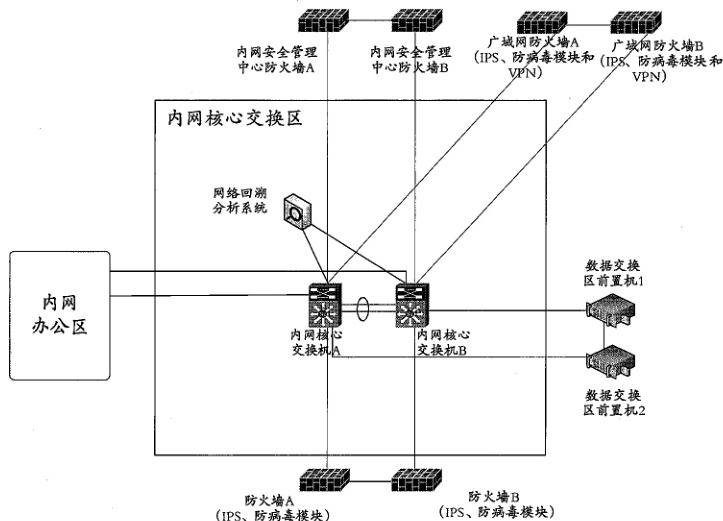 内网安全管理
中心防火墙A
内网安全管理
中心防火墙B
广域网防火墙A
(IPS、防病毒模块和
VPN)
广域网防火墙B
(IPS、防病毒模块和
VPN)
内网核心交换区
网络回溯
分析系统
内网
办公区
内网核心
交换机A
内网核心
交换机B
数据交换
区前置机1
数据交换
区前置机2
防火墙A
(IPS、防病毒模块)
防火墙B
(IPS、防病毒模块)